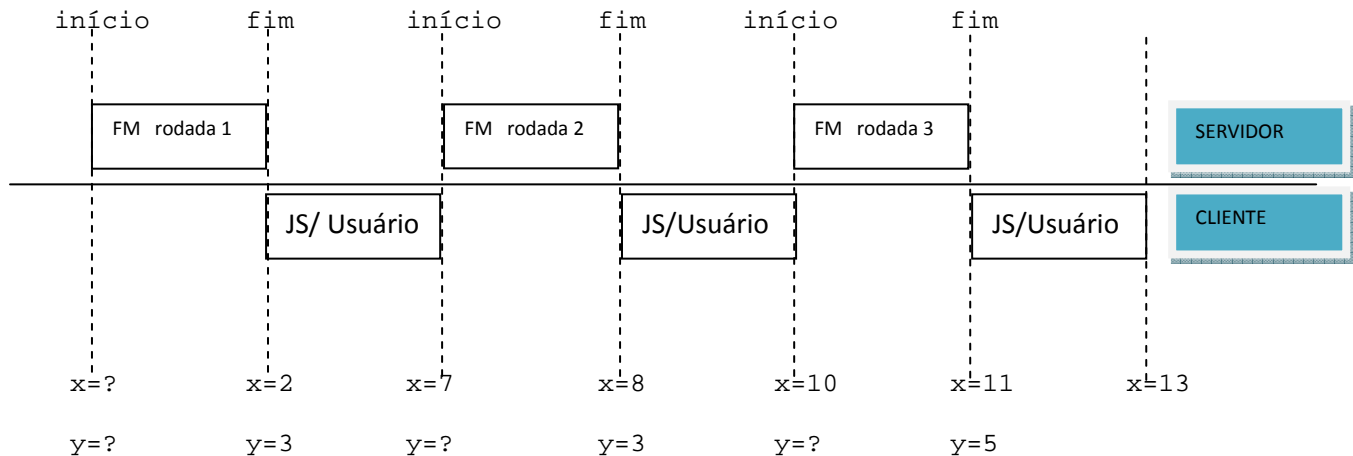 início fim início fim início fim
FM rodada 1 FM rodada 2 FM rodada 3 SERVIDOR
JS/ Usuário JS/Usuário JS/Usuário CLIENTE
x=? x=2 x=7 x=8 x=10 x=11 x=13
y=? y=3 y=? y=3 y=? y=5